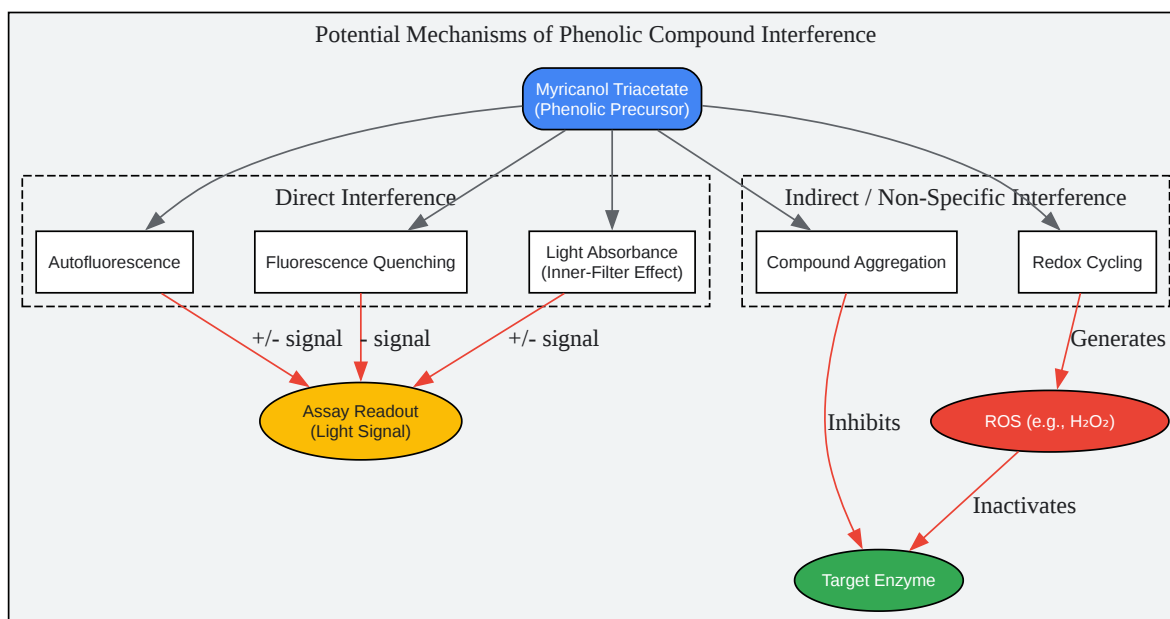 Potential Mechanisms of Phenolic Compound Interference
Myricanol Triacetate
(Phenolic Precursor)
Direct Interference
Indirect / Non-Specific Interference
Autofluorescence
Fluorescence Quenching
Light Absorbance
(Inner-Filter Effect)
Compound Aggregation
Redox Cycling
+/- signal
- signal
+/- signal
Generates
Assay Readout
(Light Signal)
Inhibits
ROS (e.g., H₂O₂)
Inactivates
Target Enzyme